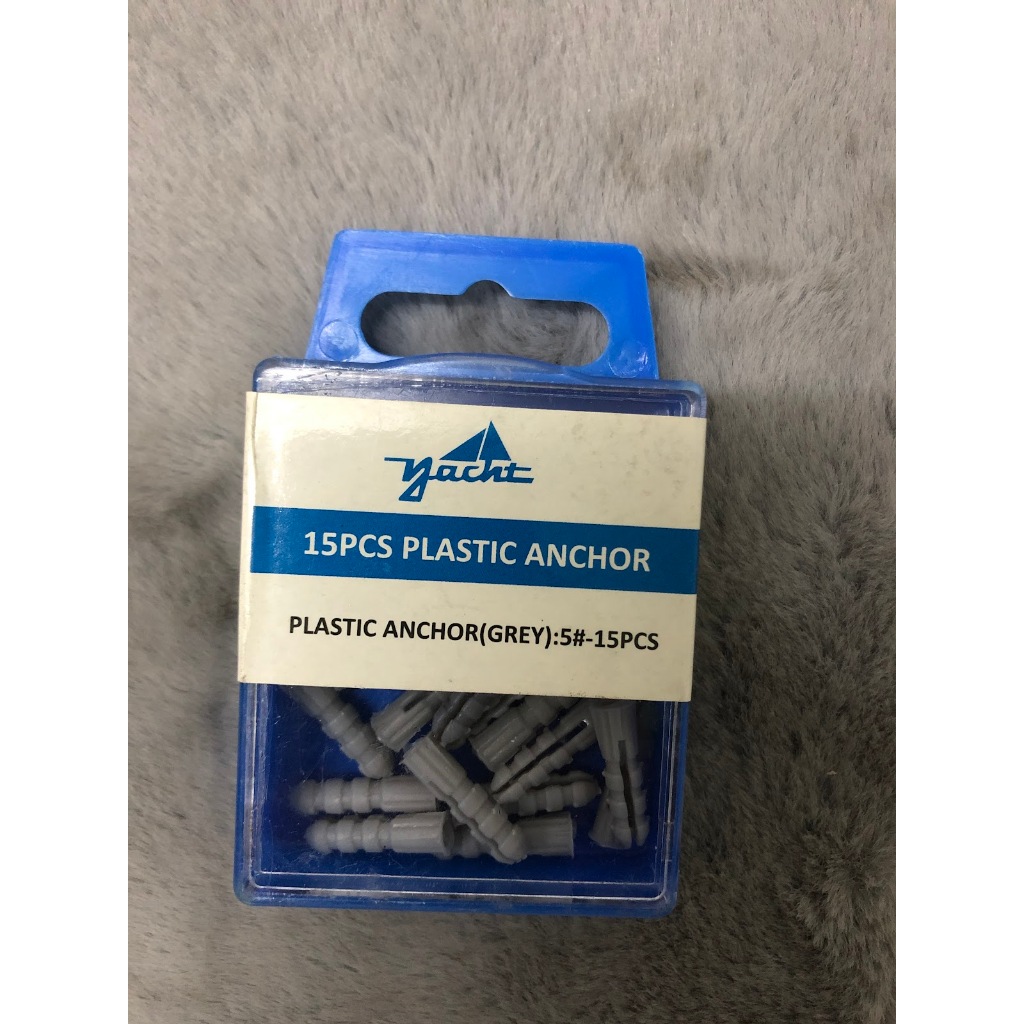 yacht
15PCS PLASTIC ANCHOR
PLASTIC ANCHOR(GREY):5#-15PCS